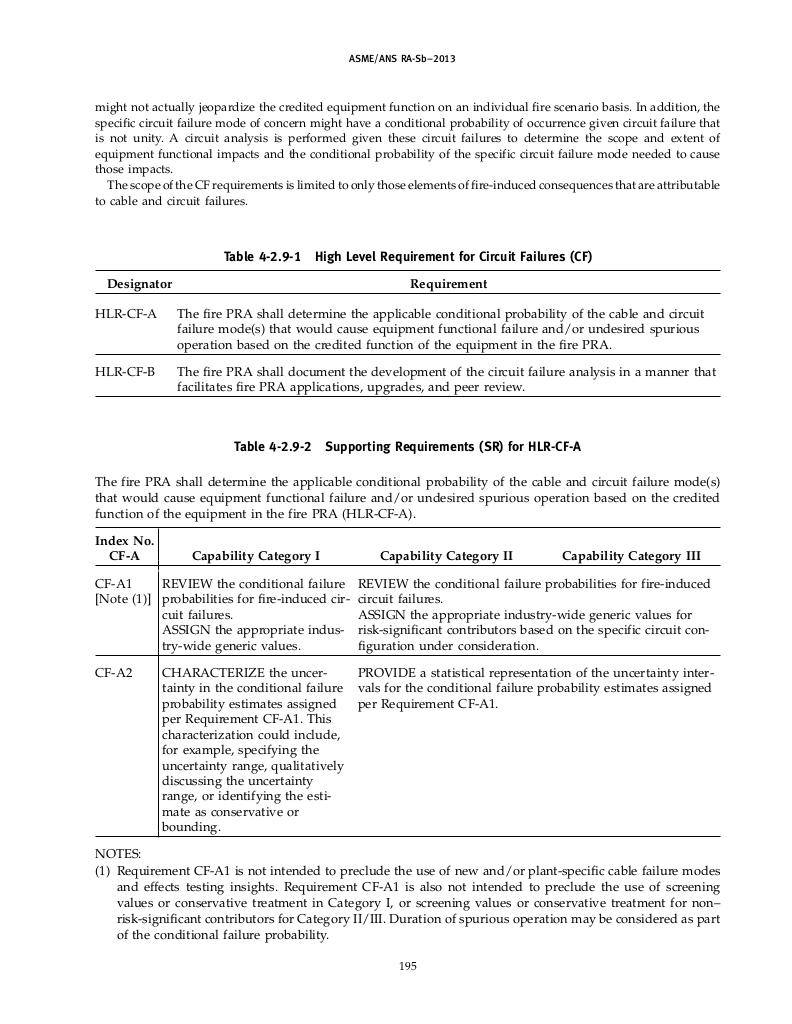 ASME/ANS RA-Sb–2013
might not actually jeopardize the credited equipment function on an individual fire scenario basis. In addition, the
specific circuit failure mode of concern might have a conditional probability of occurrence given circuit failure that
is not unity. A circuit analysis is performed given these circuit failures to determine the scope and extent of
equipment functional impacts and the conditional probability of the specific circuit failure mode needed to cause
those impacts.
The scope of the CF requirements is limited to only those elements of fire-induced consequences that are attributable
to cable and circuit failures.
Table 4-2.9-1 High Level Requirement for Circuit Failures (CF)
Designator Requirement
HLR-CF-A The fire PRA shall determine the applicable conditional probability of the cable and circuit
failure mode(s) that would cause equipment functional failure and/or undesired spurious
operation based on the credited function of the equipment in the fire PRA.
HLR-CF-B The fire PRA shall document the development of the circuit failure analysis in a manner that
facilitates fire PRA applications, upgrades, and peer review.
Table 4-2.9-2 Supporting Requirements (SR) for HLR-CF-A
The fire PRA shall determine the applicable conditional probability of the cable and circuit failure mode(s)
that would cause equipment functional failure and/or undesired spurious operation based on the credited
function of the equipment in the fire PRA (HLR-CF-A).
Index No.
CF-A Capability Category I Capability Category II Capability Category III
CF-A1
[Note (1)]
REVIEW the conditional failure
probabilities for fire-induced cir-
cuit failures.
ASSIGN the appropriate indus-
try-wide generic values.
REVIEW the conditional failure probabilities for fire-induced
circuit failures.
ASSIGN the appropriate industry-wide generic values for
risk-significant contributors based on the specific circuit con-
figuration under consideration.
CF-A2
CHARACTERIZE the uncer-
tainty in the conditional failure
probability estimates assigned
per Requirement CF-A1. This
characterization could include,
for example, specifying the
uncertainty range, qualitatively
discussing the uncertainty
range, or identifying the esti-
mate as conservative or
bounding.
PROVIDE a statistical representation of the uncertainty inter-
vals for the conditional failure probability estimates assigned
per Requirement CF-A1.
NOTES:
(1) Requirement CF-A1 is not intended to preclude the use of new and/or plant-specific cable failure modes
and effects testing insights. Requirement CF-A1 is also not intended to preclude the use of screening
values or conservative treatment in Category I, or screening values or conservative treatment for non–
risk-significant contributors for Category II/III. Duration of spurious operation may be considered as part
of the conditional failure probability.
195